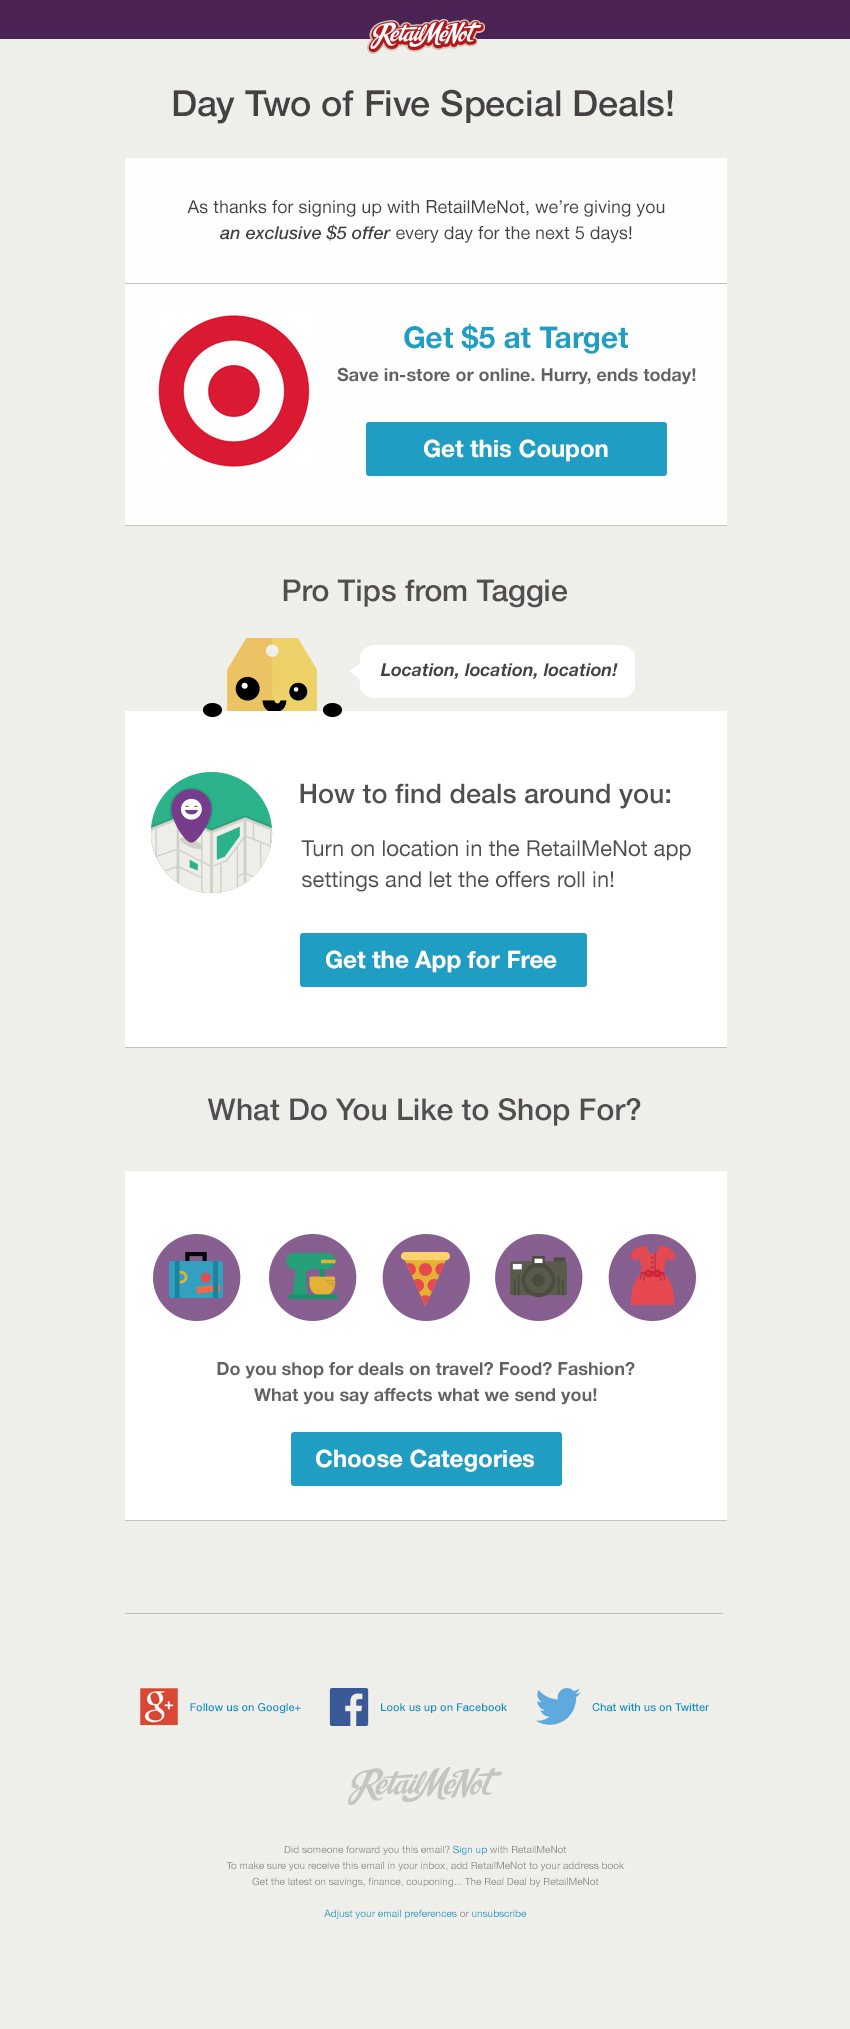 RetailMeNot
Day Two of Five Special Deals!
As thanks for signing up with RetailMeNot, we’re giving you
an exclusive $5 offer every day for the next 5 days!
Get $5 at Target
Save in-store or online. Hurry, ends today!
Get this Coupon
Pro Tips from Taggie
Location, location, location!
How to find deals around you:
Turn on location in the RetailMeNot app
settings and let the offers roll in!
Get the App for Free
What Do You Like to Shop For?
Do you shop for deals on travel? Food? Fashion?
What you say affects what we send you!
Choose Categories
g+ Follow us on Google+
f Look us up on Facebook
Chat with us on Twitter
RetailMeNot
Did someone forward you this email? Sign up with RetailMeNot
To make sure you receive this email in your inbox, add RetailMeNot to your address book
Get the latest on savings, finance, couponing... The Real Deal by RetailMeNot
Adjust your email preferences or unsubscribe